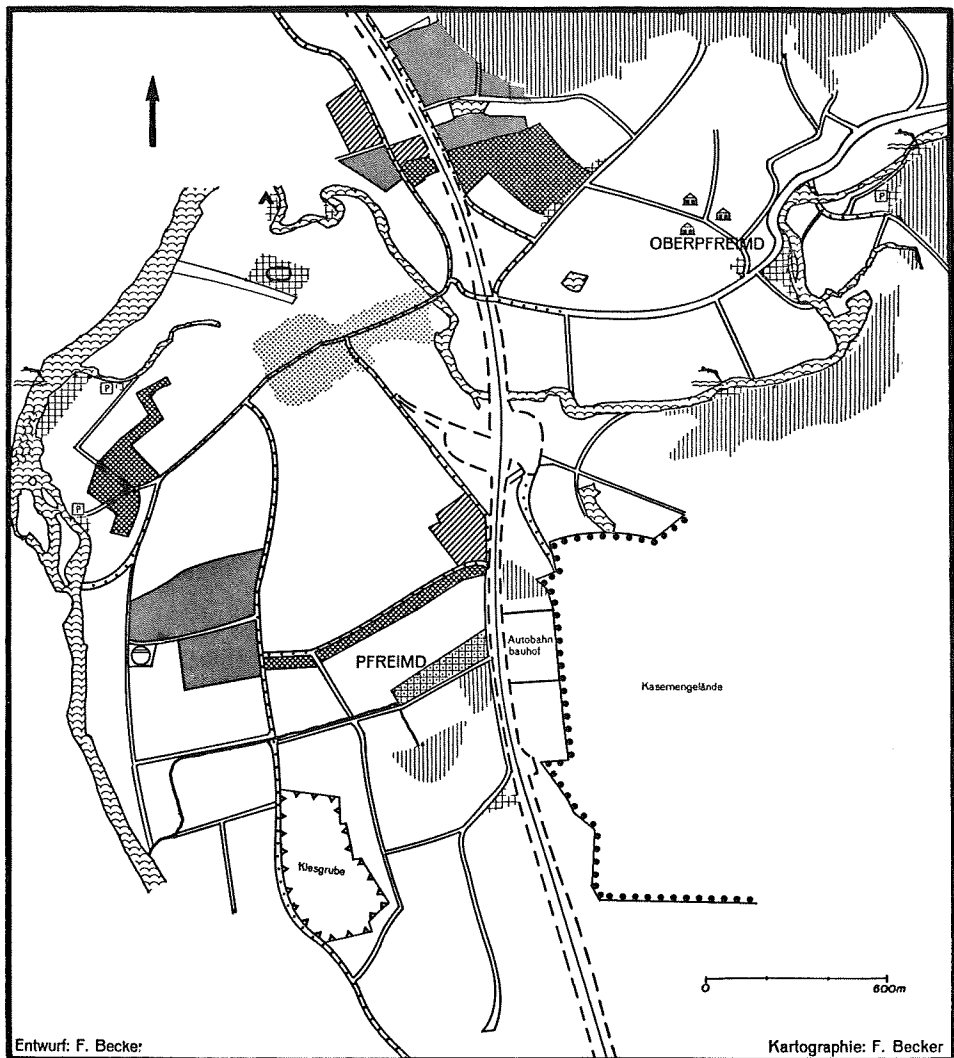 OBERPFREIMD
P
P
P
PFREIMD
Autobahn
bauhof
Kasernengelände
Kiesgrube
0 600m
Entwurf: F. Becker
Kartographie: F. Becker